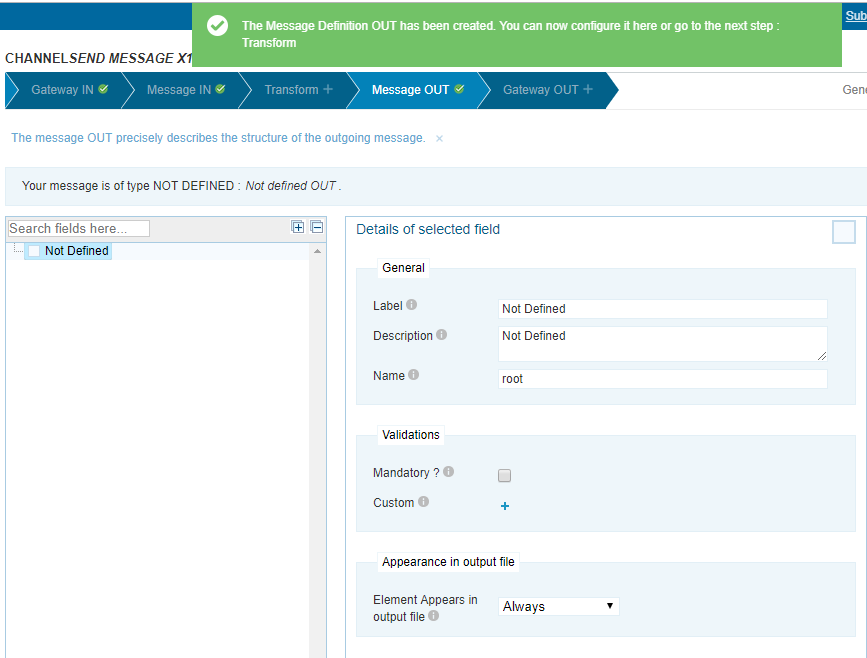 The Message Definition OUT has been created. You can now configure it here or go to the next step :
Transform
Sub
CHANNELSEND MESSAGE X1
Gateway IN
Message IN
Transform +
Message OUT
Gateway OUT +
Gene
The message OUT precisely describes the structure of the outgoing message. ×
Your message is of type NOT DEFINED : Not defined OUT .
Search fields here...
Not Defined
Details of selected field
General
Label
Not Defined
Description
Not Defined
Name
root
Validations
Mandatory ?
Custom
+
Appearance in output file
Element Appears in
output file
Always